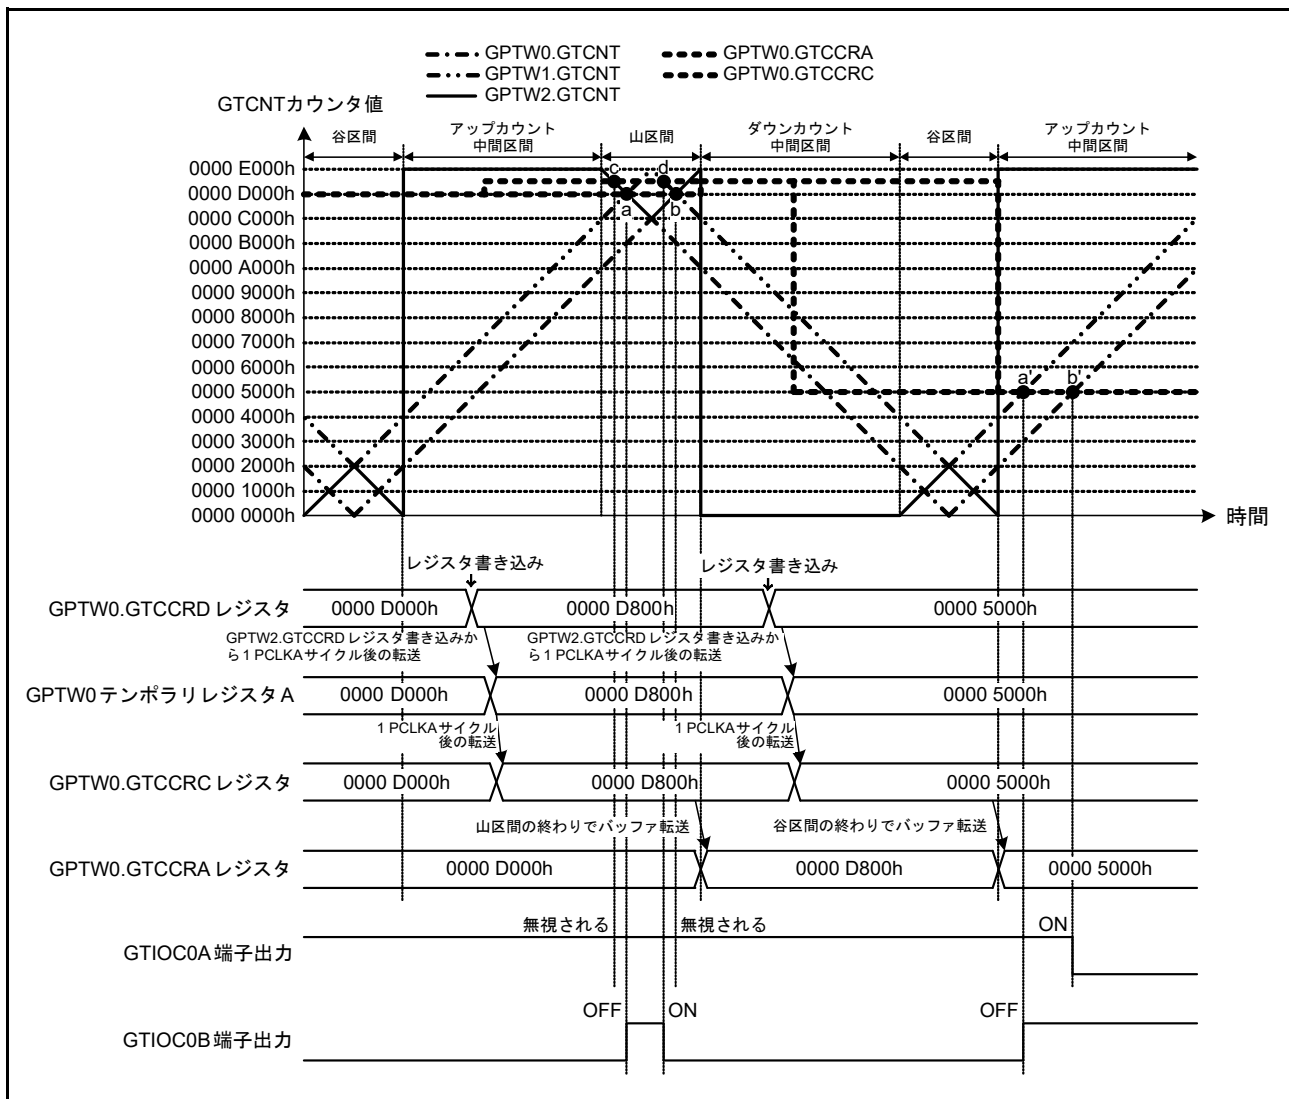 GPTW0.GTCNT
GPTW0.GTCCRA
GPTW1.GTCNT
GPTW0.GTCCRC
GPTW2.GTCNT
GTCNTカウンタ値
谷区間
アップカウント
中間区間
山区間
ダウンカウント
中間区間
谷区間
アップカウント
中間区間
0000 E000h
0000 D000h
0000 C000h
0000 B000h
0000 A000h
0000 9000h
0000 8000h
0000 7000h
0000 6000h
0000 5000h
0000 4000h
0000 3000h
0000 2000h
0000 1000h
0000 0000h
c
d
a
b
a'
b'
時間
レジスタ書き込み
レジスタ書き込み
GPTW0.GTCCRD レジスタ
0000 D000h
0000 D800h
0000 5000h
GPTW2.GTCCRD レジスタ書き込みか
ら1 PCLKAサイクル後の転送
GPTW2.GTCCRD レジスタ書き込みか
ら1 PCLKAサイクル後の転送
GPTW0 テンポラリレジスタ A
0000 D000h
0000 D800h
0000 5000h
1 PCLKAサイクル
後の転送
1 PCLKAサイクル
後の転送
GPTW0.GTCCRC レジスタ
0000 D000h
0000 D800h
0000 5000h
山区間の終わりでバッファ転送
谷区間の終わりでバッファ転送
GPTW0.GTCCRA レジスタ
0000 D000h
0000 D800h
0000 5000h
無視される
無視される
ON
GTIOC0A 端子出力
OFF
ON
OFF
GTIOC0B 端子出力